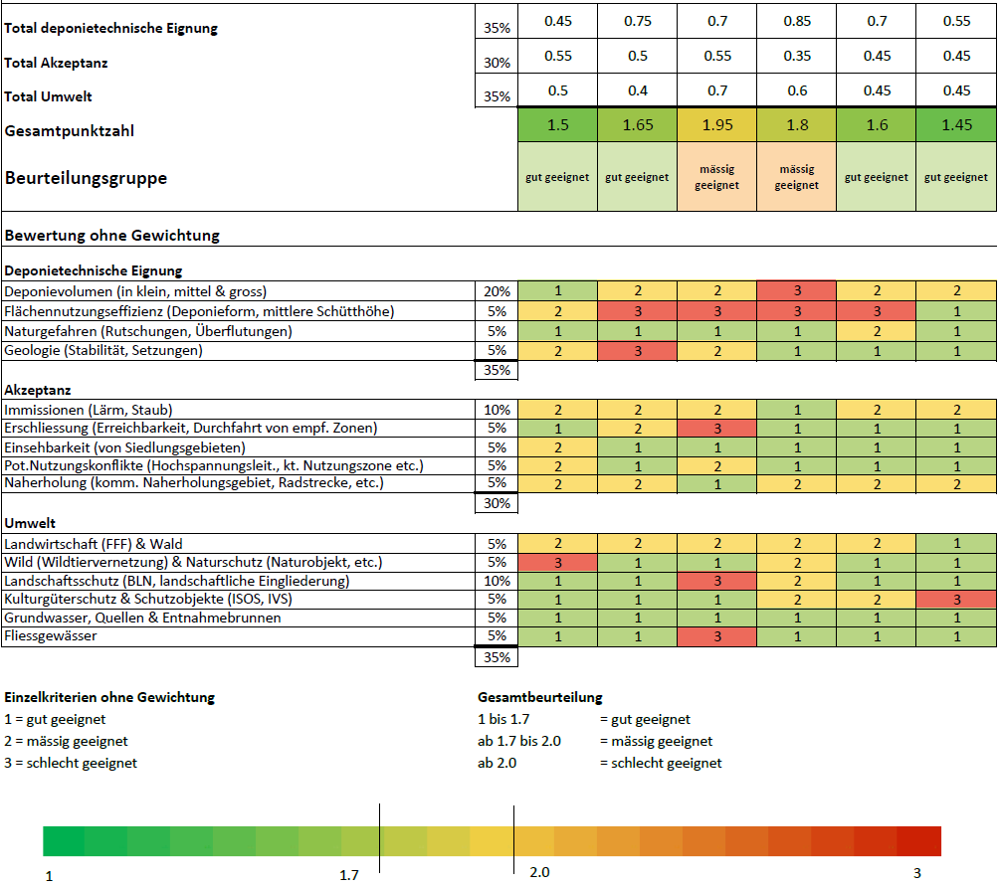 Total deponietechnische Eignung 35% 0.45 0.75 0.7 0.85 0.7 0.55
Total Akzeptanz 30% 0.55 0.5 0.55 0.35 0.45 0.45
Total Umwelt 35% 0.5 0.4 0.7 0.6 0.45 0.45
Gesamtpunktzahl 1.5 1.65 1.95 1.8 1.6 1.45
Beurteilungsgruppe gut geeignet gut geeignet mässig geeignet mässig geeignet gut geeignet gut geeignet
Bewertung ohne Gewichtung
Deponietechnische Eignung
Deponievolumen (in klein, mittel & gross) 20% 1 2 2 3 2 2
Flächennutzungseffizienz (Deponieform, mittlere Schütthöhe) 5% 2 3 3 3 3 1
Naturgefahren (Rutschungen, Überflutungen) 5% 1 1 1 1 2 1
Geologie (Stabilität, Setzungen) 5% 2 3 2 1 1 1
35%
Akzeptanz
Immissionen (Lärm, Staub) 10% 2 2 2 1 2 2
Erschliessung (Erreichbarkeit, Durchfahrt von empf. Zonen) 5% 1 2 3 1 1 1
Einsehbarkeit (von Siedlungsgebieten) 5% 2 1 1 1 1 1
Pot.Nutzungskonflikte (Hochspannungsleit., kt. Nutzungszone etc.) 5% 2 1 2 1 1 1
Naherholung (komm. Naherholungsgebiet, Radstrecke, etc.) 5% 2 2 1 2 2 2
30%
Umwelt
Landwirtschaft (FFF) & Wald 5% 2 2 2 2 2 1
Wild (Wildtiervernetzung) & Naturschutz (Naturobjekt, etc.) 5% 3 1 1 2 1 1
Landschaftsschutz (BLN, landschaftliche Eingliederung) 10% 1 1 3 2 1 1
Kulturgüterschutz & Schutzobjekte (ISOS, IVS) 5% 1 1 1 2 2 3
Grundwasser, Quellen & Entnahmebrunnen 5% 1 1 1 1 1 1
Fliessgewässer 5% 1 1 3 1 1 1
35%
Einzelkriterien ohne Gewichtung Gesamtbeurteilung
1 = gut geeignet 1 bis 1.7 = gut geeignet
2 = mässig geeignet ab 1.7 bis 2.0 = mässig geeignet
3 = schlecht geeignet ab 2.0 = schlecht geeignet
1 1.7 2.0 3